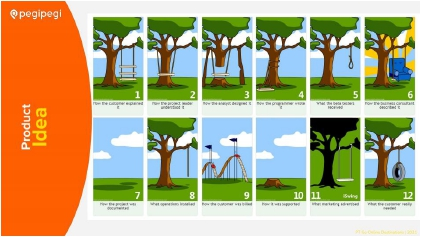 pegipegi
Product
Idea
1
How the customer explained
it
2
How the project leader
understood it
3
How the analyst designed it
4
How the programmer wrote
it
5
What the beta testers
received
6
How the business consultant
described it
7
How the project was
documented
8
What operations installed
9
How the customer was billed
10
How it was supported
11
iSwing
What marketing advertised
12
What the customer really
needed